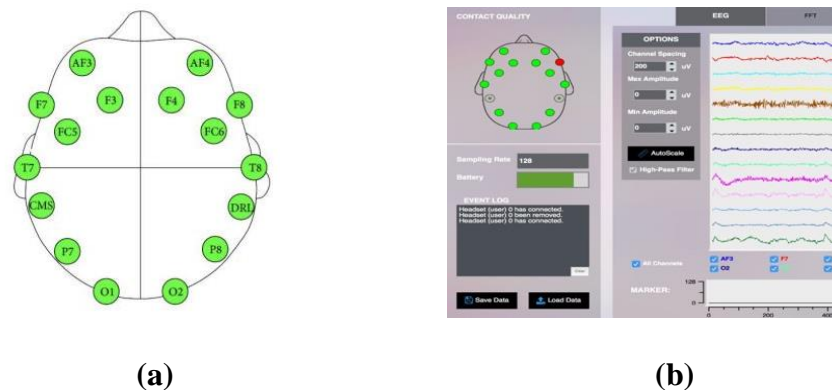 AF3 AF4
F7 F3 F4 F8
FC5 FC6
T7 T8
CMS DRL
P7 P8
O1 O2
(a)
CONTACT QUALITY
Sampling Rate 128
Battery
EVENT LOG
Headset (user) 0 has connected.
Headset (user) 0 been removed.
Headset (user) 0 has connected.
Save Data Load Data
EEG FFT
OPTIONS
Channel Spacing
200 uV
Max Amplitude
0 uV
Min Amplitude
0 uV
AutoScale
High-Pass Filter
All Channels AF3 F7
O2
MARKER: 128
0
0 200 400
(b)